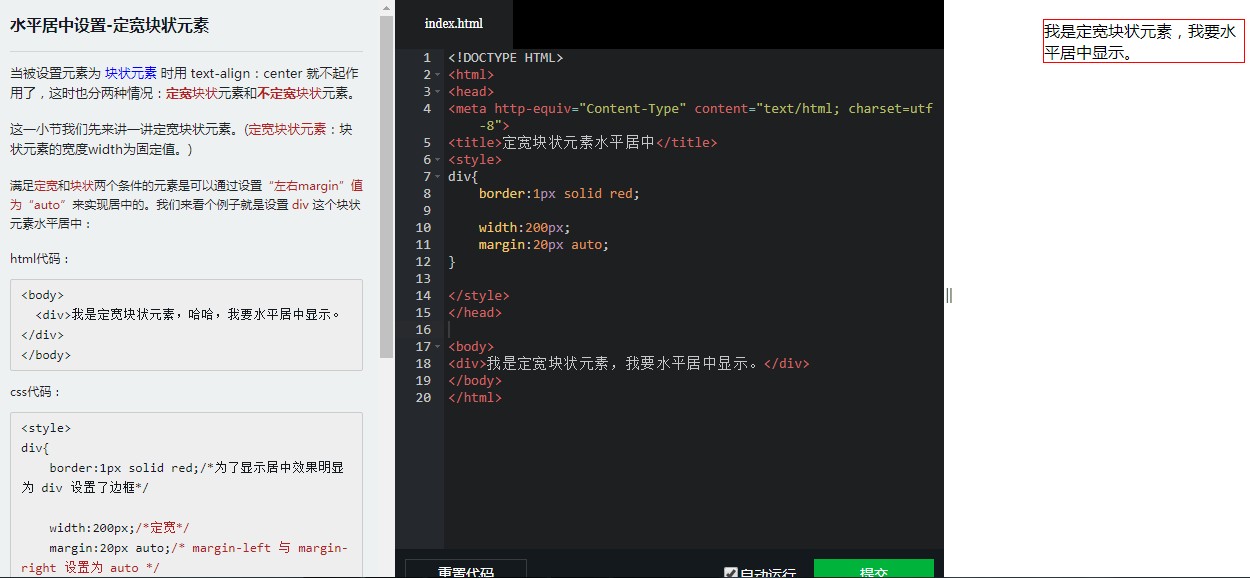 水平居中设置-定宽块状元素
当被设置元素为 块状元素 时用 text-align：center 就不起作
用了，这时也分两种情况：定宽块状元素和不定宽块状元素。
这一小节我们先来讲一讲定宽块状元素。(定宽块状元素：块
状元素的宽度width为固定值。)
满足定宽和块状两个条件的元素是可以通过设置“左右margin”值
为“auto”来实现居中的。我们来看个例子就是设置 div 这个块状
元素水平居中：
html代码：
<body>
<div>我是定宽块状元素，哈哈，我要水平居中显示。
</div>
</body>
css代码：
<style>
div{
border:1px solid red;/*为了显示居中效果明显
为 div 设置了边框*/
width:200px;/*定宽*/
margin:20px auto;/* margin-left 与 margin-
right 设置为 auto */
index.html
1 <!DOCTYPE HTML>
2 <html>
3 <head>
4 <meta http-equiv="Content-Type" content="text/html; charset=utf
-8">
5 <title>定宽块状元素水平居中</title>
6 <style>
7 div{
8 border:1px solid red;
9
10 width:200px;
11 margin:20px auto;
12 }
13
14 </style>
15 </head>
16
17 <body>
18 <div>我是定宽块状元素，我要水平居中显示。</div>
19 </body>
20 </html>
重置代码
自动运行
提交
我是定宽块状元素，我要水
平居中显示。